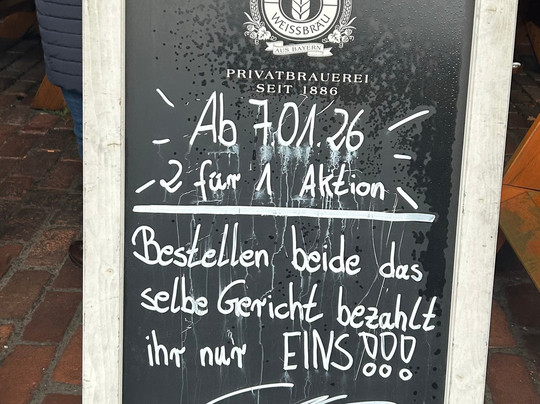 WEISSBRÄU
AUS BAYERN
PRIVATBRAUEREI
SEIT 1886
Ab 7.01.26
2 für 1 Aktion
Bestellen beide das
selbe Gericht bezahlt
ihr nur EINS!!!